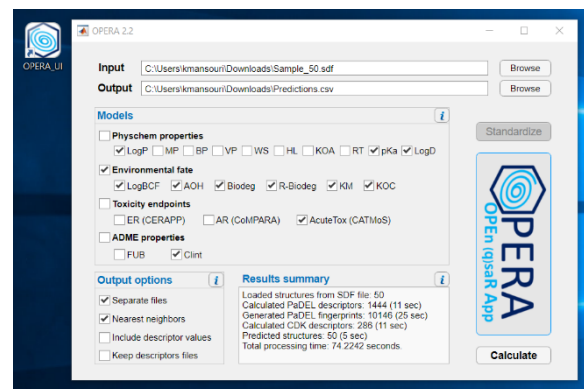 OPERA 2.2
OPERA_UI
Input C:\Users\kmansouri\Downloads\Sample_50.sdf Browse
Output C:\Users\kmansouri\Downloads\Predictions.csv Browse
Models i
Standardize
Physchem properties
LogP MP BP VP WS HL KOA RT pKa LogD
Environmental fate
LogBCF AOH Biodeg R-Biodeg KM KOC
Toxicity endpoints
ER (CERAPP) AR (CoMPARA) AcuteTox (CATMoS)
ADME properties
FUB Clint
OPERA
OPEn (q)saR App
Output options i
Separate files
Nearest neighbors
Include descriptor values
Keep descriptors files
Results summary i
Loaded structures from SDF file: 50
Calculated PaDEL descriptors: 1444 (11 sec)
Generated PaDEL fingerprints: 10146 (25 sec)
Calculated CDK descriptors: 286 (11 sec)
Predicted structures: 50 (5 sec)
Total processing time: 74.2242 seconds.
Calculate